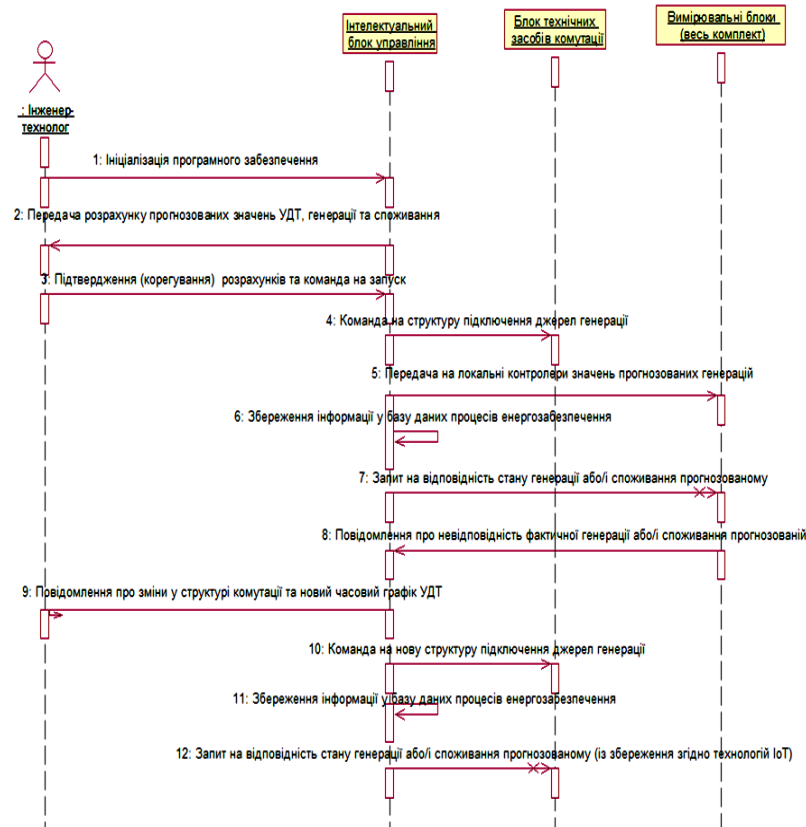 Інтелектуальний
блок управління
Блок технічних
засобів комутації
Вимірювальні блоки
(весь комплект)
: Інженер-
технолог
1: Ініціалізація програмного забезпечення
2: Передача розрахунку прогнозованих значень УДТ, генерації та споживання
3: Підтвердження (корегування) розрахунків та команда на запуск
4: Команда на структуру підключення джерел генерації
5: Передача на локальні контролери значень прогнозованих генерацій
6: Збереження інформації у базу даних процесів енергозабезпечення
7: Запит на відповідність стану генерації або/і споживання прогнозованому
8: Повідомлення про невідповідність фактичної генерації або/і споживання прогнозованій
9: Повідомлення про зміни у структурі комутації та новий часовий графік УДТ
10: Команда на нову структуру підключення джерел генерації
11: Збереження інформації у базу даних процесів енергозабезпечення
12: Запит на відповідність стану генерації або/і споживання прогнозованому (із збереження згідно технологій IoT)